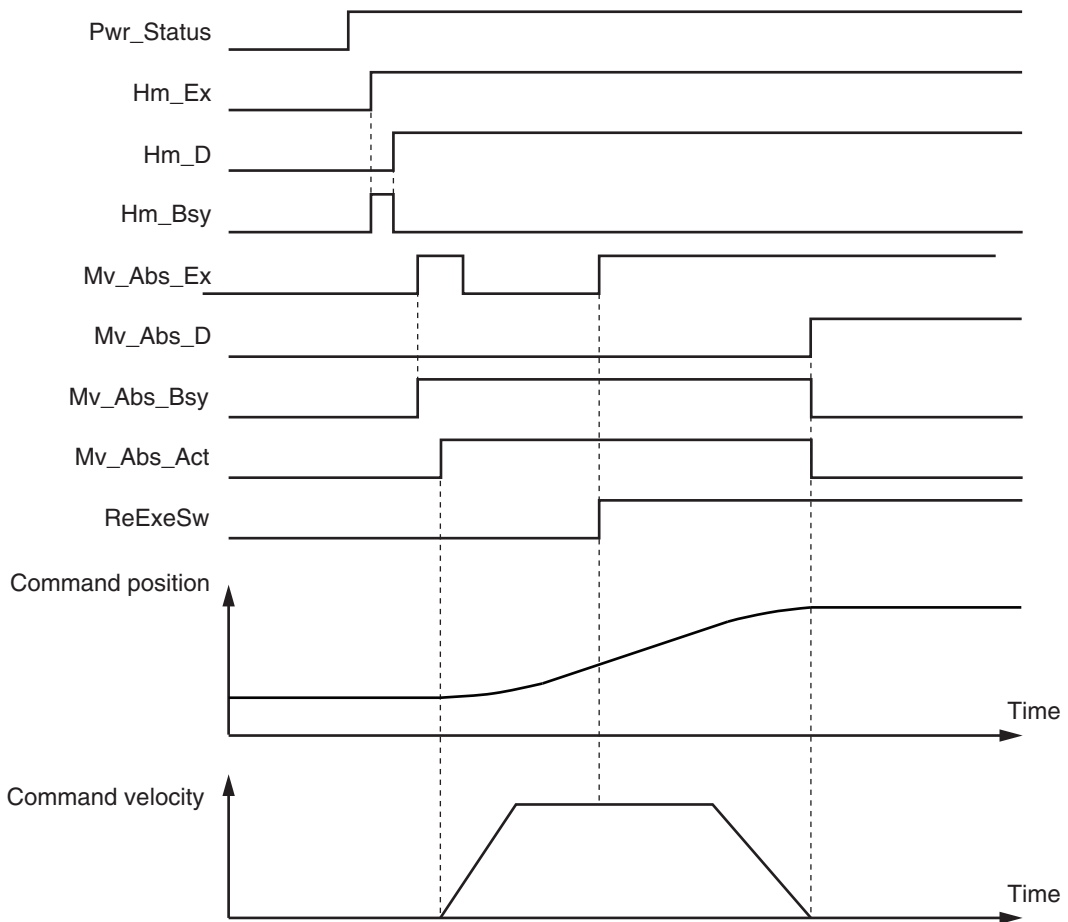 Pwr_Status
Hm_Ex
Hm_D
Hm_Bsy
Mv_Abs_Ex
Mv_Abs_D
Mv_Abs_Bsy
Mv_Abs_Act
ReExeSw
Command position
Time
Command velocity
Time